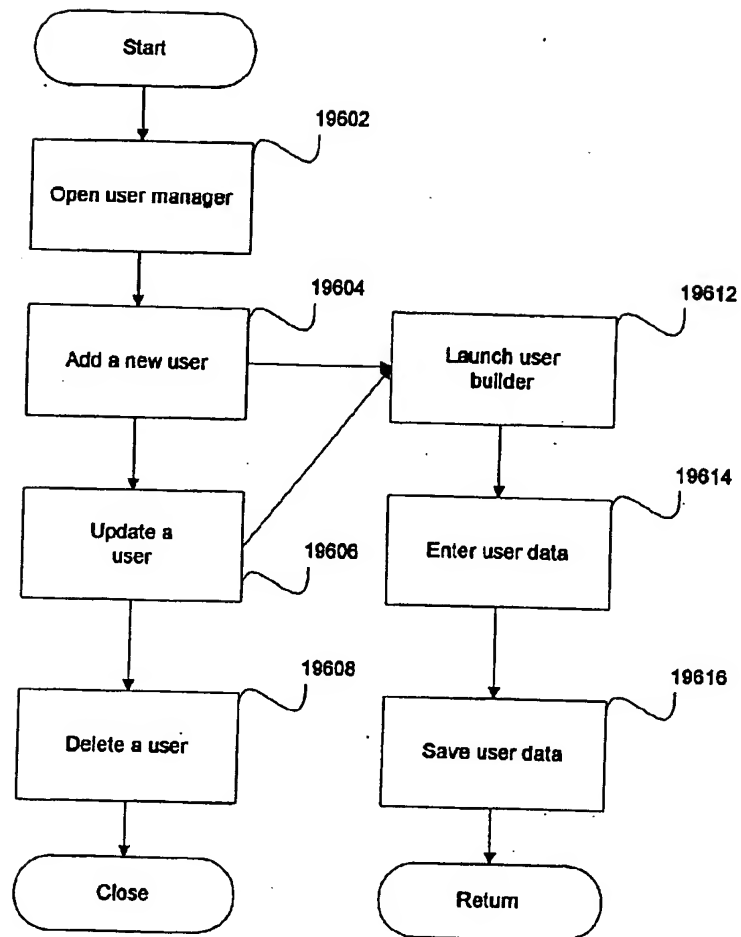 Start
19602
Open user manager
19604
Add a new user
19612
Launch user
builder
Update a
user
19606
19614
Enter user data
19608
Delete a user
19616
Save user data
Close
Return